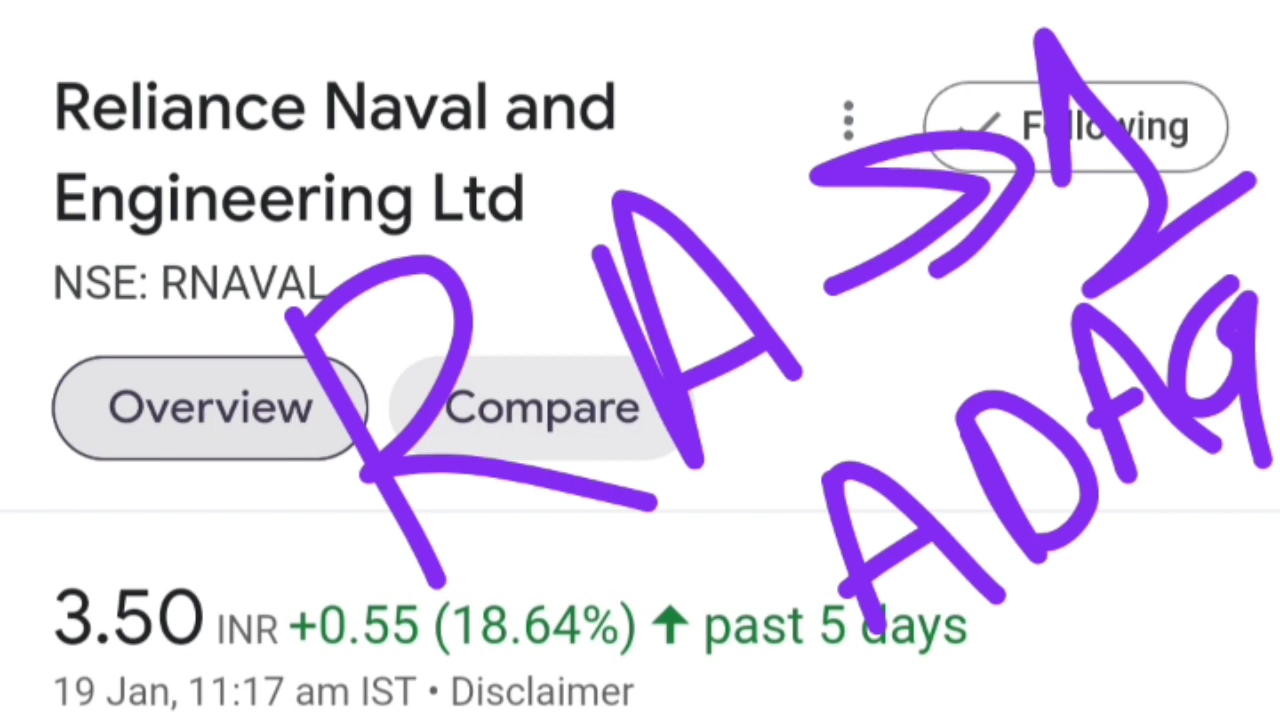 Reliance Naval and
Engineering Ltd
Following
NSE: RNAVAL
Overview
Compare
3.50 INR +0.55 (18.64%) ↑ past 5 days
19 Jan, 11:17 am IST • Disclaimer
ADAG